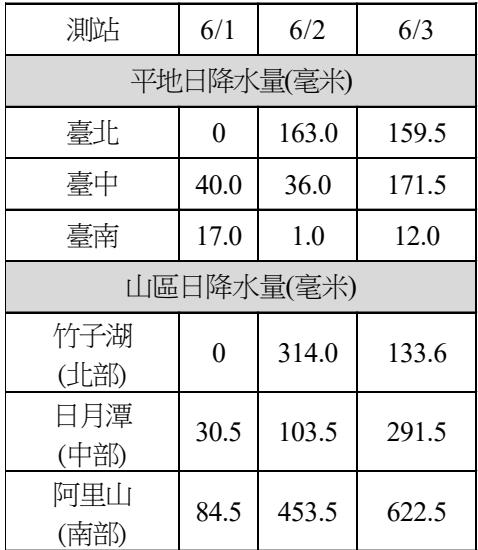 測站 6/1 6/2 6/3
平地日降水量(毫米)
臺北 0 163.0 159.5
臺中 40.0 36.0 171.5
臺南 17.0 1.0 12.0
山區日降水量(毫米)
竹子湖
(北部) 0 314.0 133.6
日月潭
(中部) 30.5 103.5 291.5
阿里山
(南部) 84.5 453.5 622.5